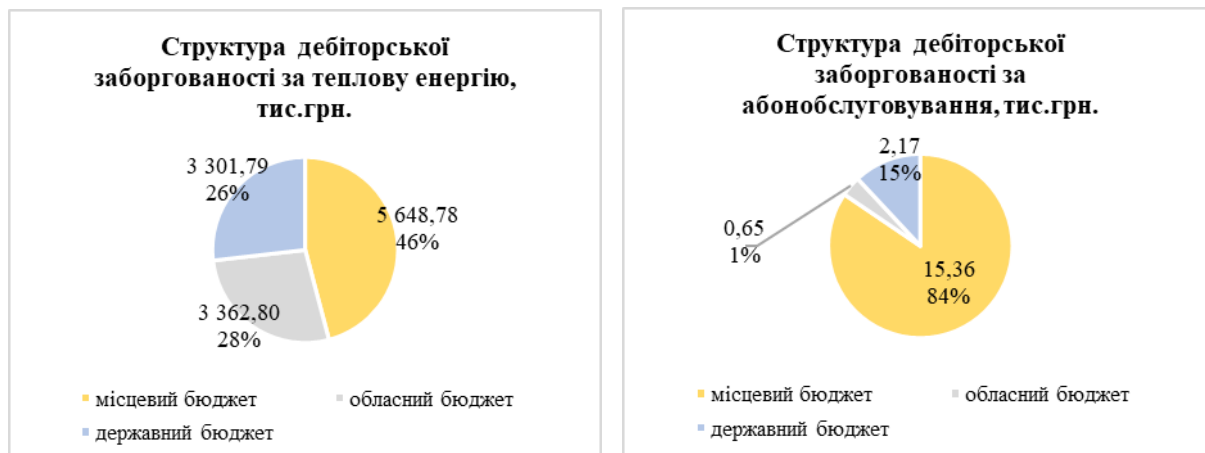 Структура дебіторської
заборгованості за теплову енергію,
тис.грн.
3 301,79
26%
5 648,78
46%
3 362,80
28%
місцевий бюджет
обласний бюджет
державний бюджет
Структура дебіторської
заборгованості за
абонобслуговування, тис.грн.
2,17
15%
0,65
1%
15,36
84%
місцевий бюджет
обласний бюджет
державний бюджет